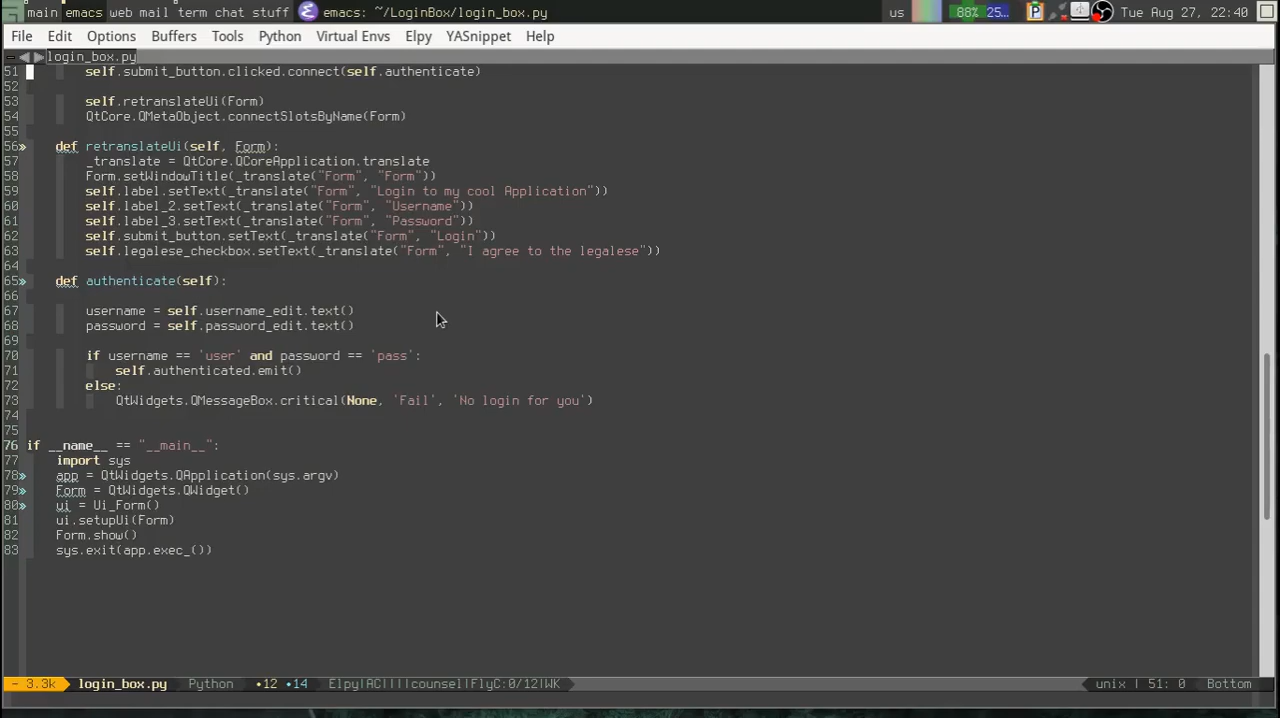 main emacs web mail term chat stuff emacs: ~/LoginBox/login_box.py us 88% 25... P Tue Aug 27, 22:40
File Edit Options Buffers Tools Python Virtual Envs Elpy YASnippet Help
login_box.py
51 self.submit_button.clicked.connect(self.authenticate)
52
53 self.retranslateUi(Form)
54 QtCore.QMetaObject.connectSlotsByName(Form)
55
56» def retranslateUi(self, Form):
57 _translate = QtCore.QCoreApplication.translate
58 Form.setWindowTitle(_translate("Form", "Form"))
59 self.label.setText(_translate("Form", "Login to my cool Application"))
60 self.label_2.setText(_translate("Form", "Username"))
61 self.label_3.setText(_translate("Form", "Password"))
62 self.submit_button.setText(_translate("Form", "Login"))
63 self.legalese_checkbox.setText(_translate("Form", "I agree to the legalese"))
64
65» def authenticate(self):
66
67 username = self.username_edit.text()
68 password = self.password_edit.text()
69
70 if username == 'user' and password == 'pass':
71 self.authenticated.emit()
72 else:
73 QtWidgets.QMessageBox.critical(None, 'Fail', 'No login for you')
74
75
76 if __name__ == "__main__":
77 import sys
78» app = QtWidgets.QApplication(sys.argv)
79» Form = QtWidgets.QWidget()
80» ui = Ui_Form()
81 ui.setupUi(Form)
82 Form.show()
83 sys.exit(app.exec_())
- 3.3k login_box.py Python •12 •14 Elpy|AC||||counsel|FlyC:0/12|WK unix | 51: 0 Bottom